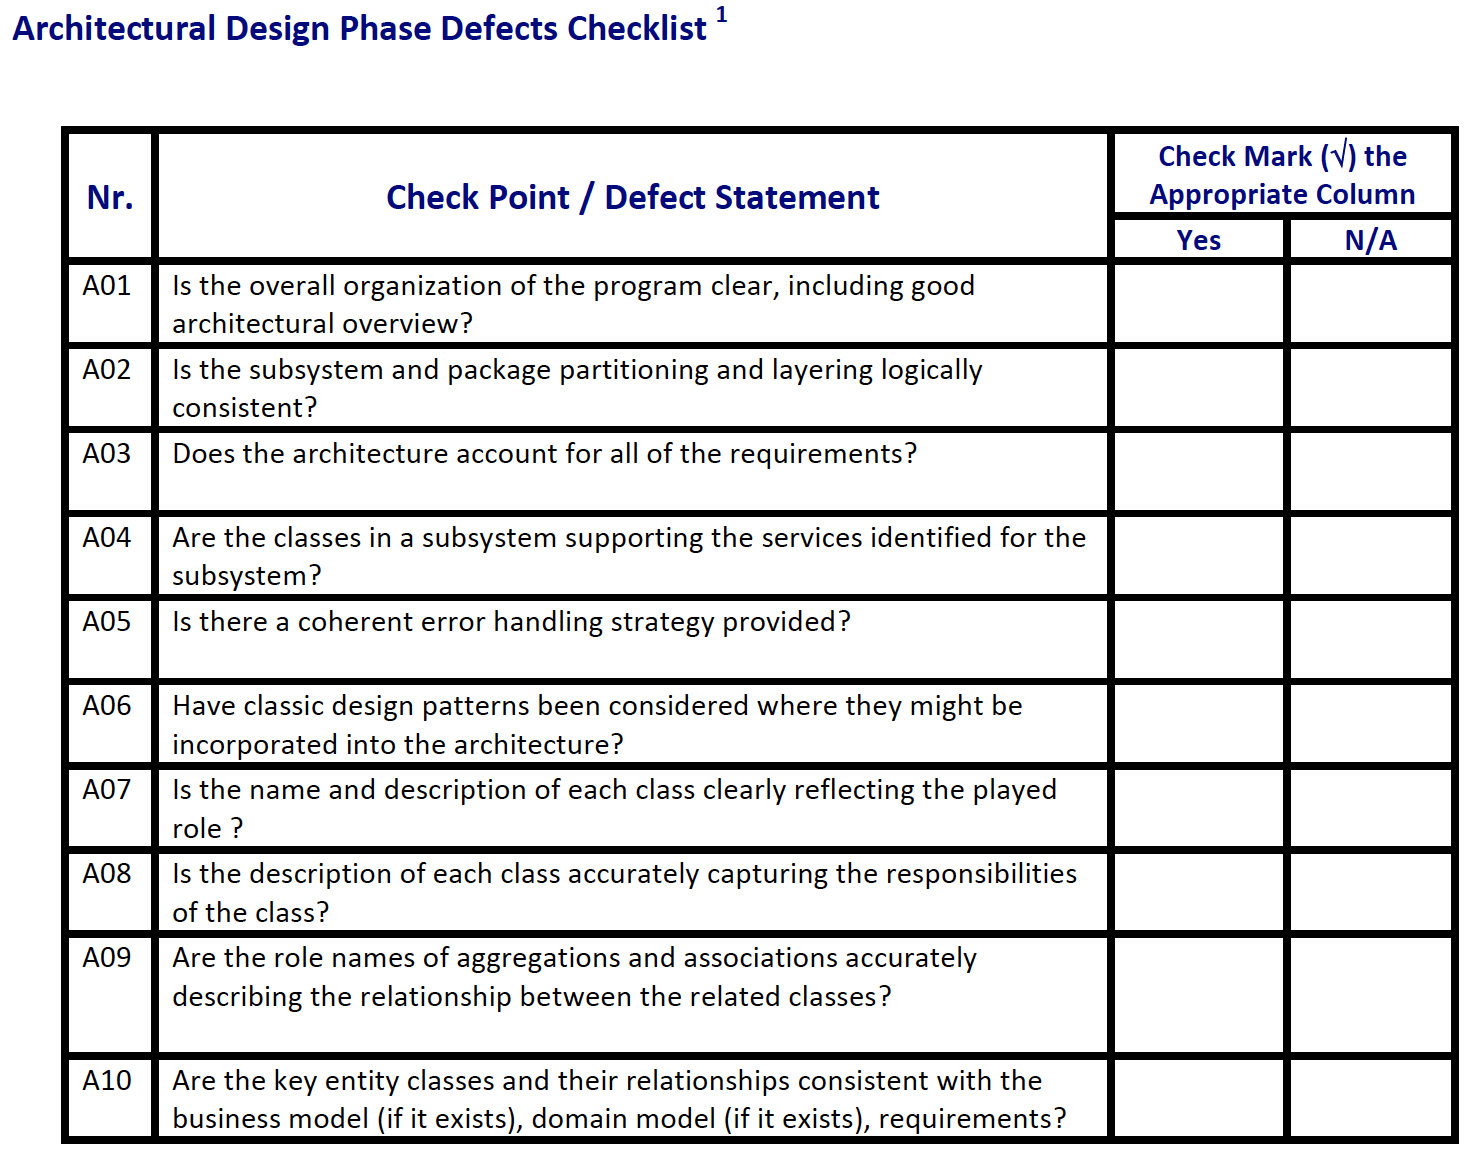 Architectural Design Phase Defects Checklist 1
Nr.
Check Point / Defect Statement
Check Mark (√) the
Appropriate Column
Yes
N/A
A01
Is the overall organization of the program clear, including good
architectural overview?
A02
Is the subsystem and package partitioning and layering logically
consistent?
A03
Does the architecture account for all of the requirements?
A04
Are the classes in a subsystem supporting the services identified for the
subsystem?
A05
Is there a coherent error handling strategy provided?
A06
Have classic design patterns been considered where they might be
incorporated into the architecture?
A07
Is the name and description of each class clearly reflecting the played
role ?
A08
Is the description of each class accurately capturing the responsibilities
of the class?
A09
Are the role names of aggregations and associations accurately
describing the relationship between the related classes?
A10
Are the key entity classes and their relationships consistent with the
business model (if it exists), domain model (if it exists), requirements?